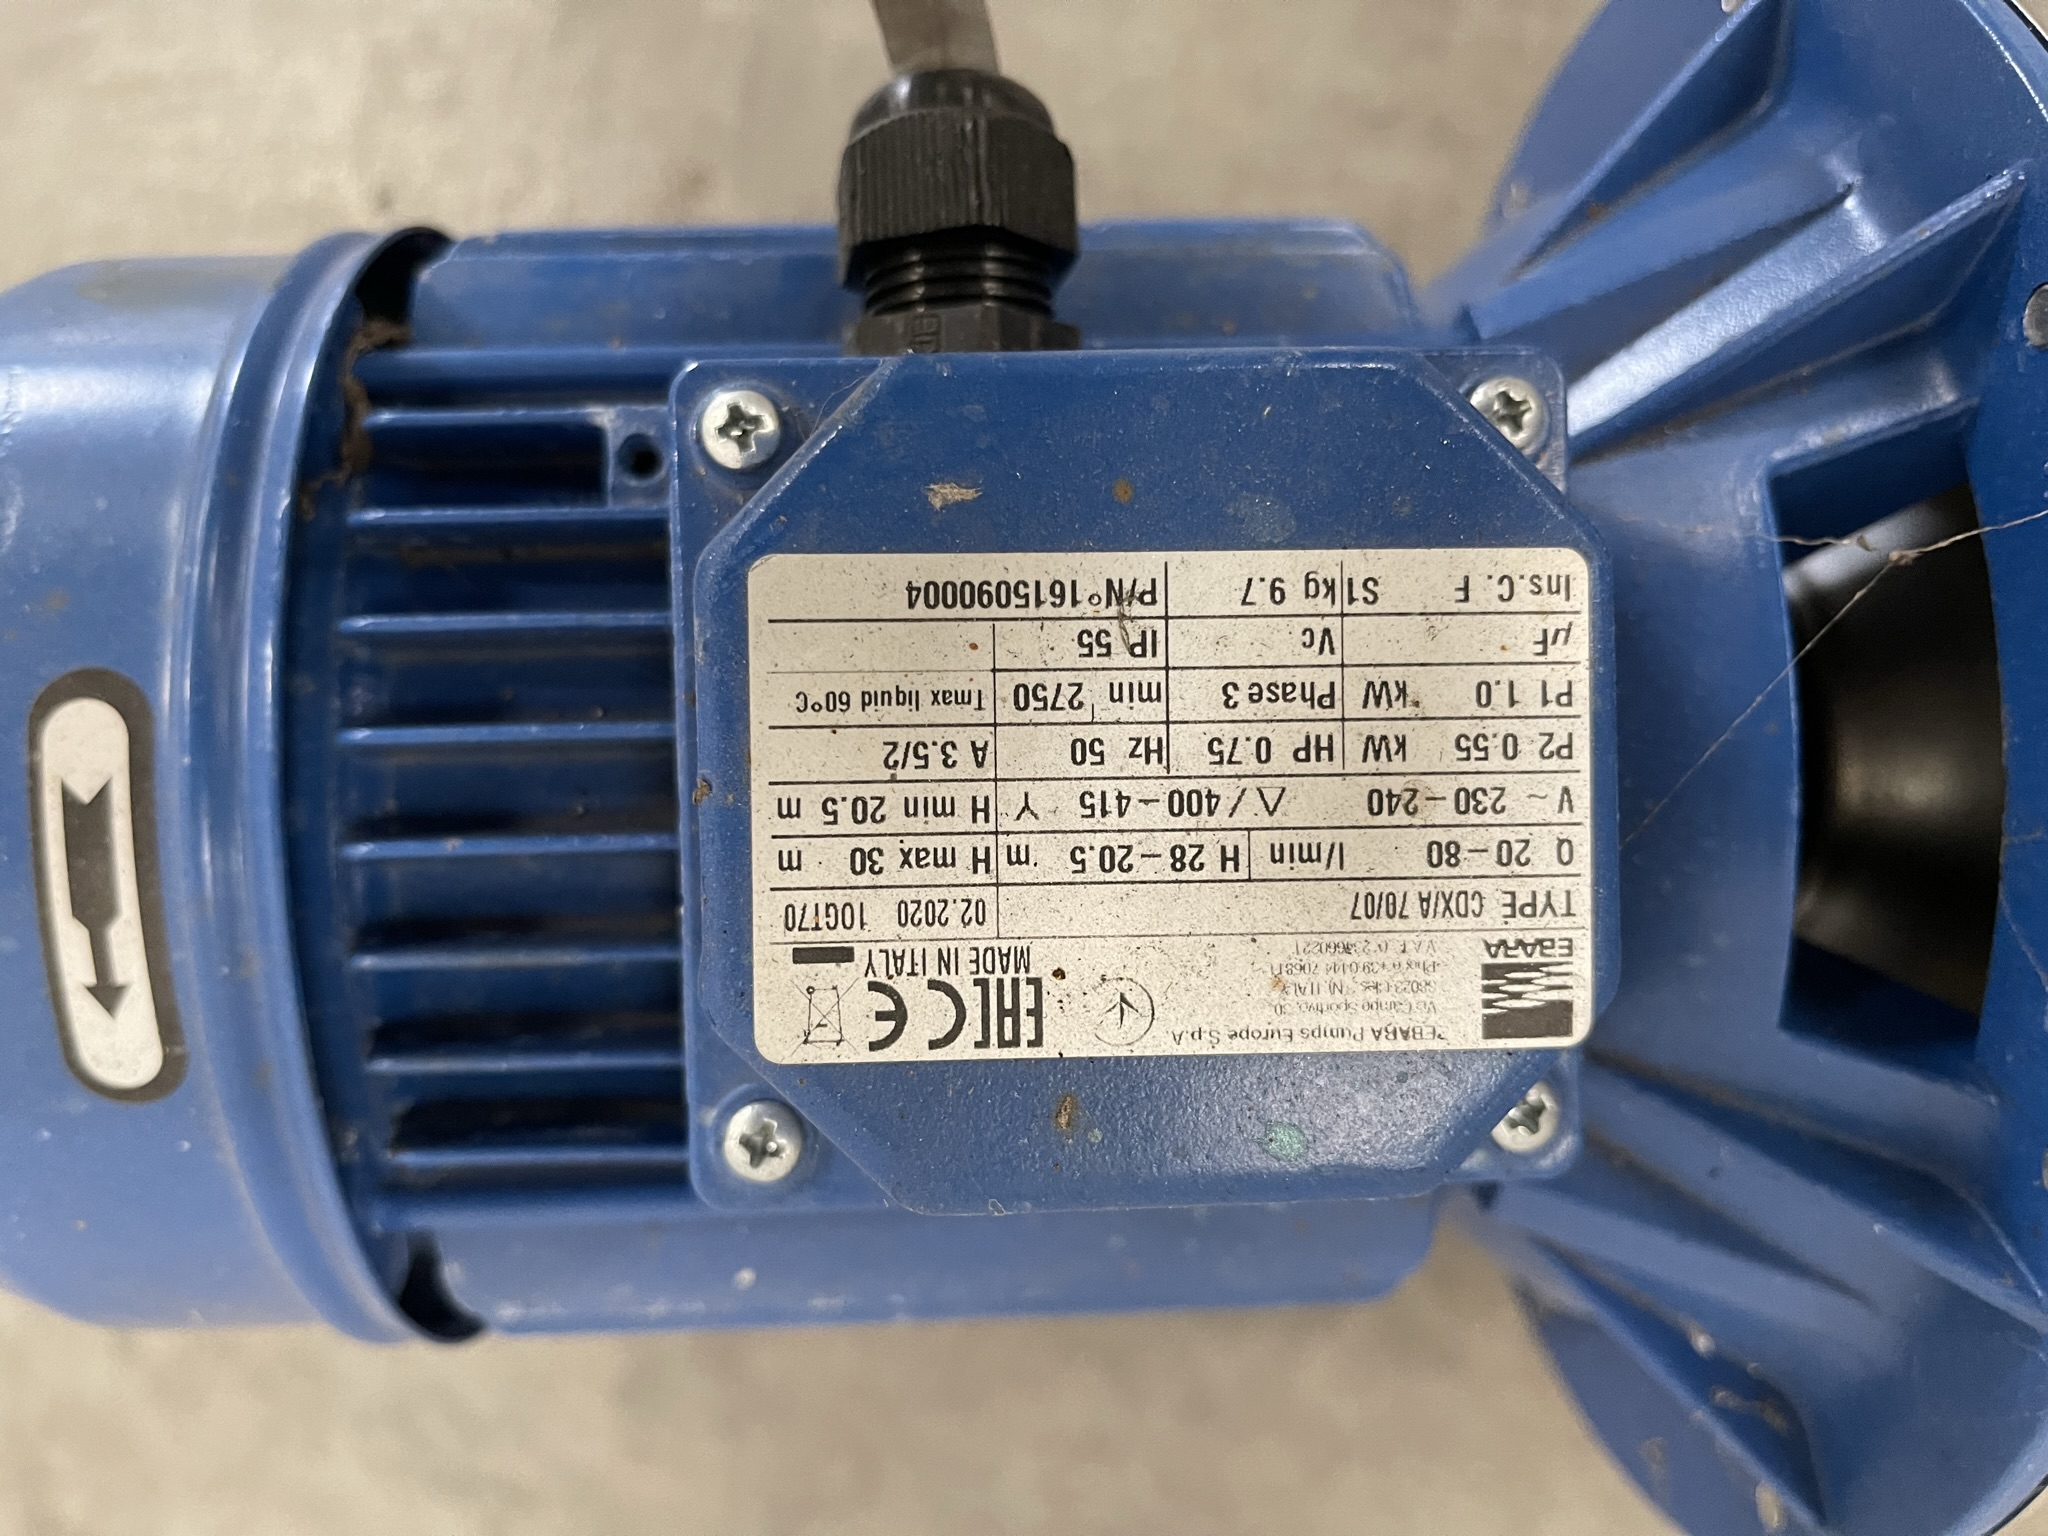 EBARA Pumps Europe S.p.A.
EBARA
MADE IN ITALY
TYPE CDX/A 70/07 02.2020 10GT70
Q 20-80 l/min H 28-20.5 m H max 30 m
V ~ 230-240 △/400-415 Y H min 20.5 m
P2 0.55 kW HP 0.75 Hz 50 A 3.5/2
P1 1.0 kW Phase 3 min⁻¹ 2750 Tmax liquid 60°C
µF Vc IP 55
Ins.C. F S1 kg 9.7 P/N° 1615090004